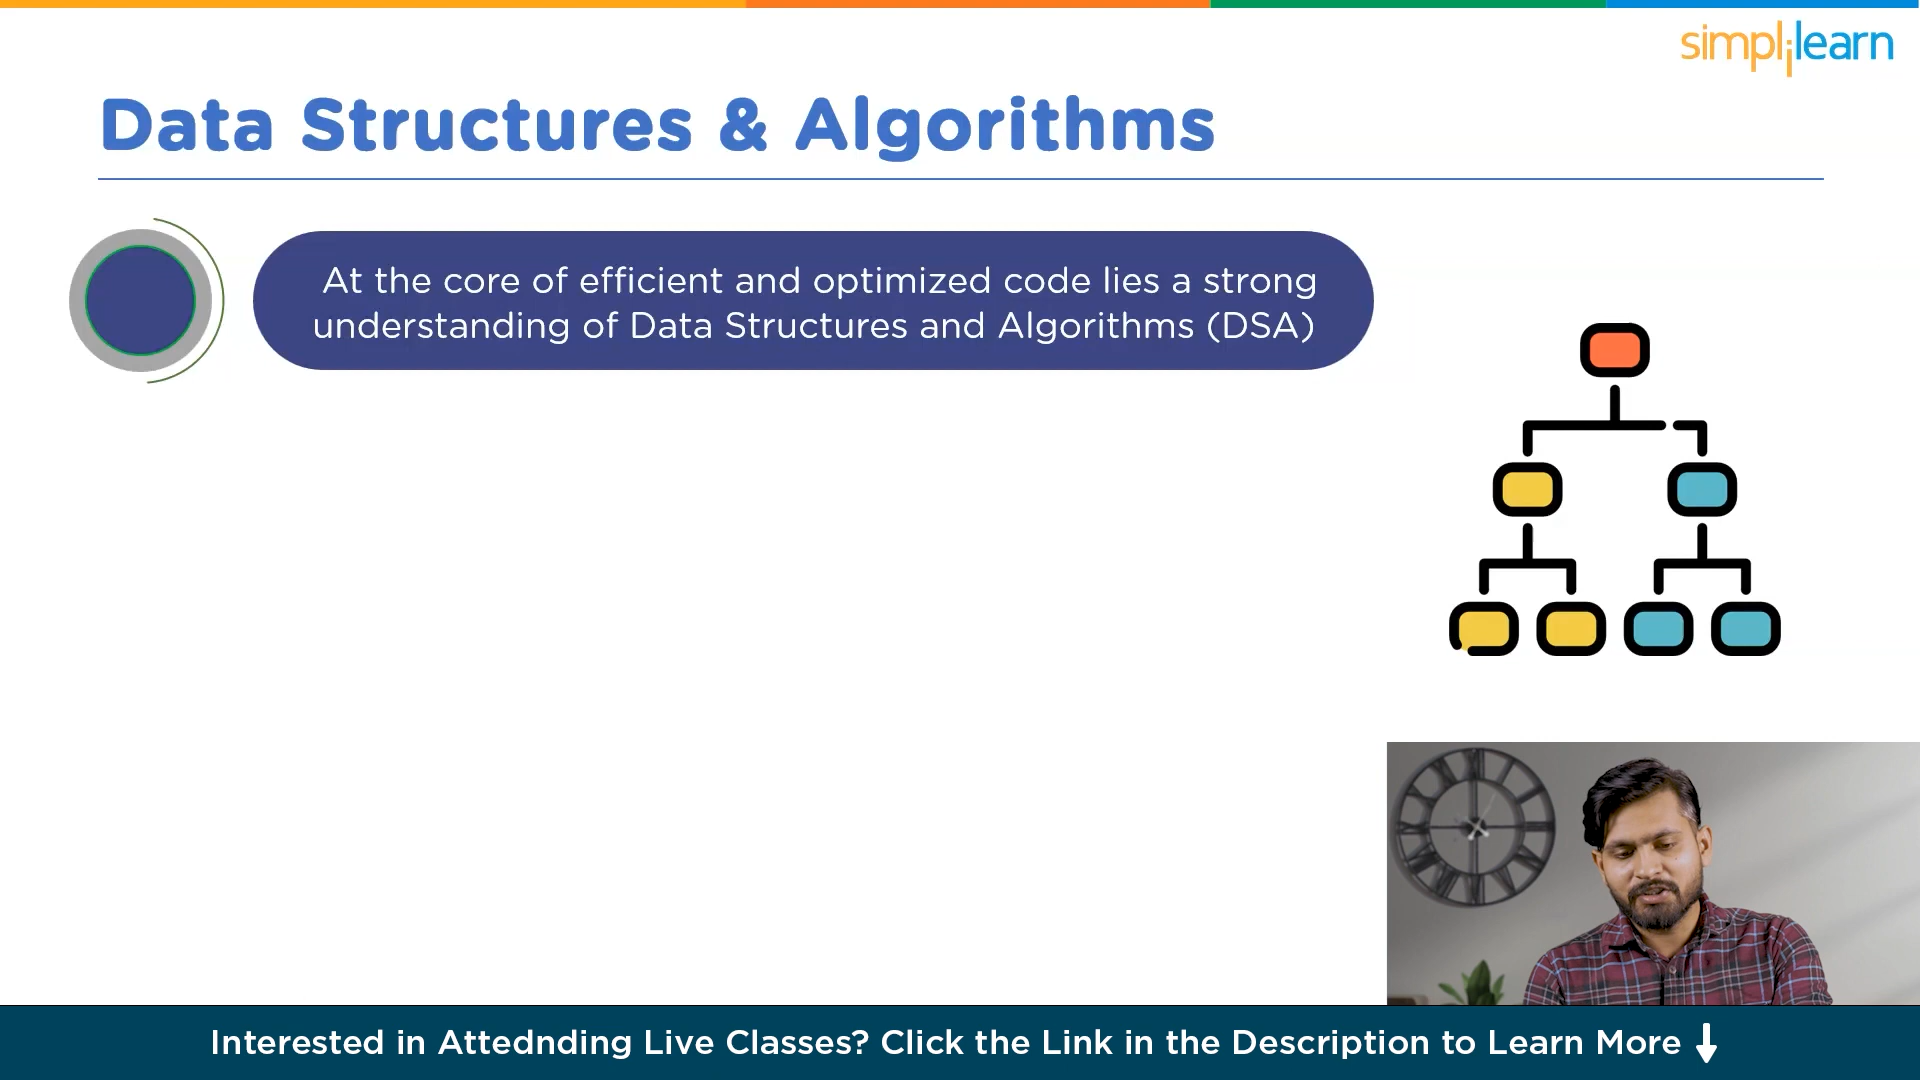 simplilearn
Data Structures & Algorithms
At the core of efficient and optimized code lies a strong
understanding of Data Structures and Algorithms (DSA)
Interested in Attednding Live Classes? Click the Link in the Description to Learn More